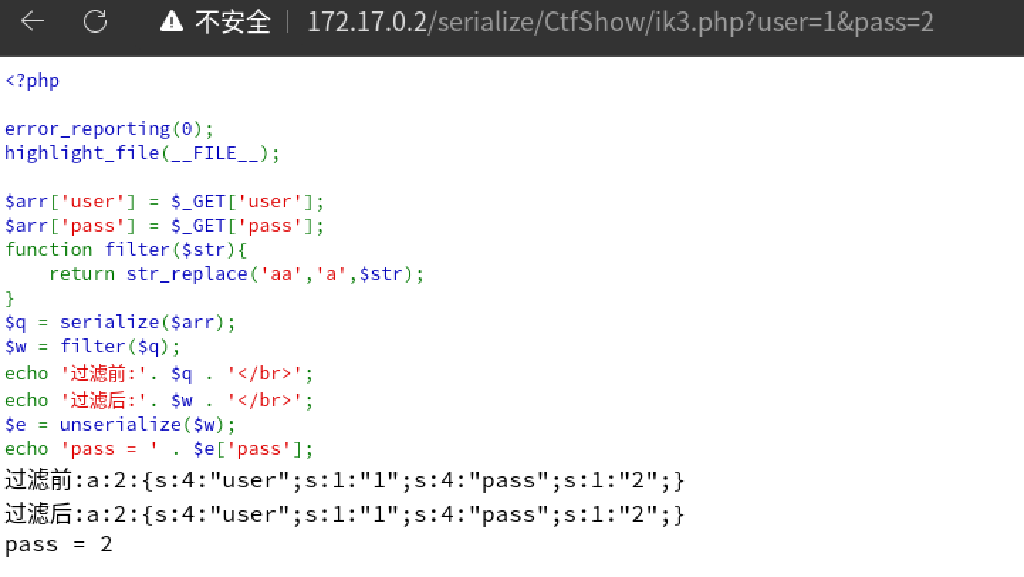 不安全 172.17.0.2/serialize/CtfShow/ik3.php?user=1&pass=2
<?php
error_reporting(0);
highlight_file(__FILE__);
$arr['user'] = $_GET['user'];
$arr['pass'] = $_GET['pass'];
function filter($str){
    return str_replace('aa','a',$str);
}
$q = serialize($arr);
$w = filter($q);
echo '过滤前:'. $q . '</br>';
echo '过滤后:'. $w . '</br>';
$e = unserialize($w);
echo 'pass = ' . $e['pass'];
过滤前:a:2:{s:4:"user";s:1:"1";s:4:"pass";s:1:"2";}
过滤后:a:2:{s:4:"user";s:1:"1";s:4:"pass";s:1:"2";}
pass = 2